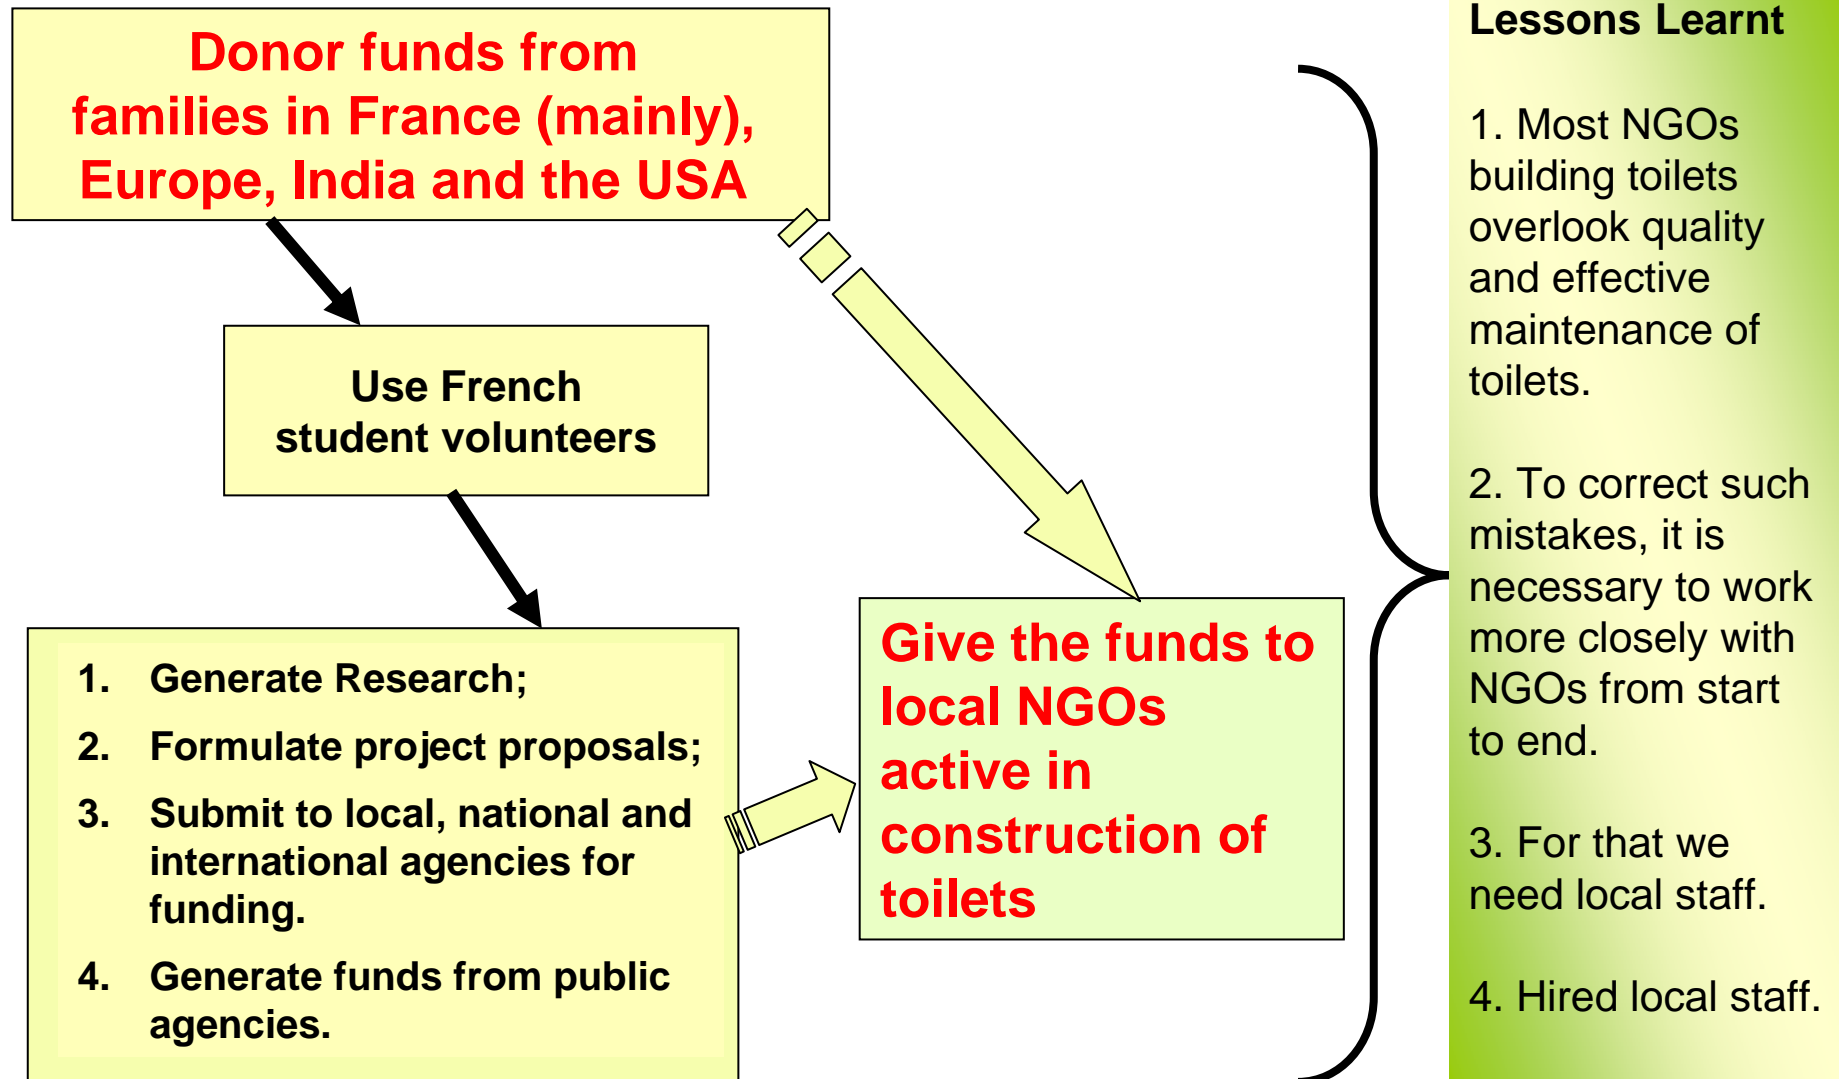 Donor funds from
families in France (mainly),
Europe, India and the USA
Use French
student volunteers
1. Generate Research;
2. Formulate project proposals;
3. Submit to local, national and
international agencies for
funding.
4. Generate funds from public
agencies.
Give the funds to
local NGOs
active in
construction of
toilets
Lessons Learnt
1. Most NGOs
building toilets
overlook quality
and effective
maintenance of
toilets.
2. To correct such
mistakes, it is
necessary to work
more closely with
NGOs from start
to end.
3. For that we
need local staff.
4. Hired local staff.